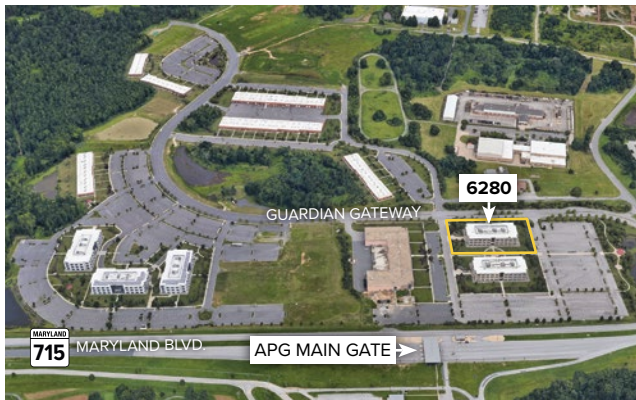 6280
GUARDIAN GATEWAY
MARYLAND
715
MARYLAND BLVD.
APG MAIN GATE